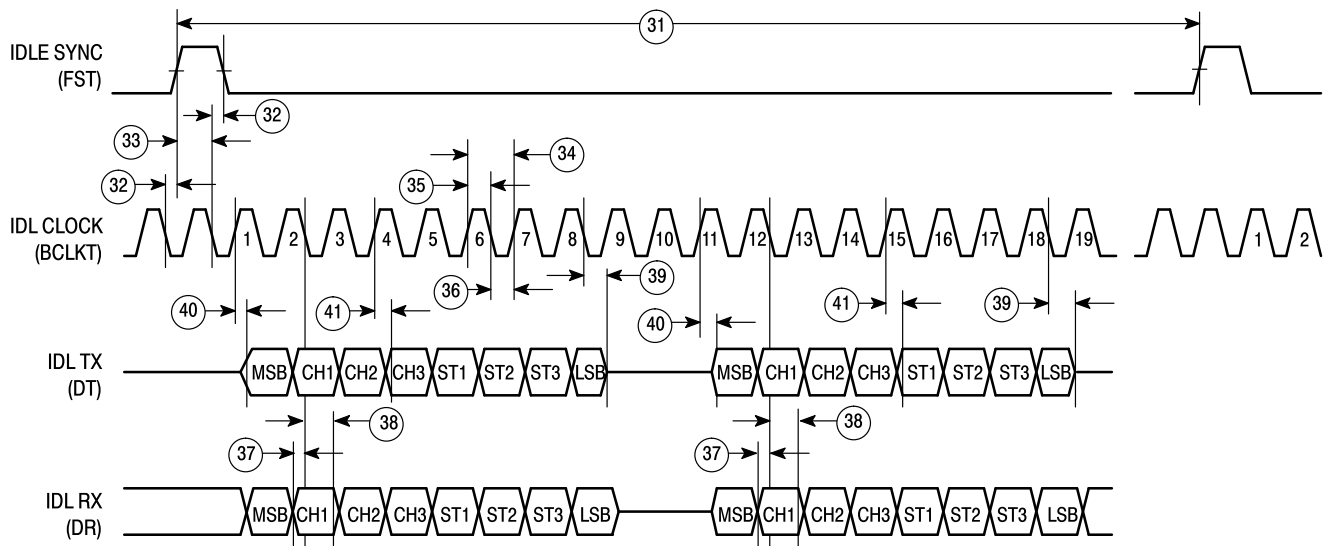 31
IDLE SYNC
(FST)
32
33
34
32
35
IDL CLOCK
(BCLKT)
1 2 3 4 5 6 7 8 9 10 11 12 13 14 15 16 17 18 19 1 2
36 39
40 41 40 41 39
IDL TX
(DT)
MSB CH1 CH2 CH3 ST1 ST2 ST3 LSB MSB CH1 CH2 CH3 ST1 ST2 ST3 LSB
38 38
37 37
IDL RX
(DR)
MSB CH1 CH2 CH3 ST1 ST2 ST3 LSB MSB CH1 CH2 CH3 ST1 ST2 ST3 LSB